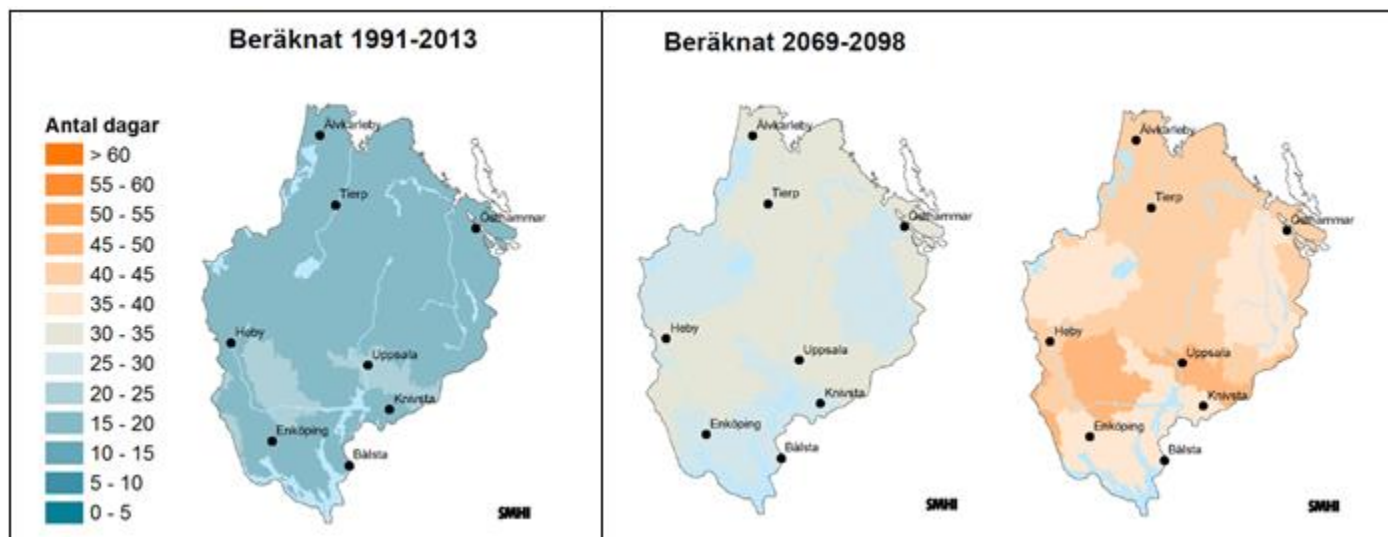 Beräknat 1991-2013
Antal dagar
> 60
55 - 60
50 - 55
45 - 50
40 - 45
35 - 40
30 - 35
25 - 30
20 - 25
15 - 20
10 - 15
5 - 10
0 - 5
Älvkarleby
Tierp
Östhammar
Heby
Uppsala
Knivsta
Enköping
Bålsta
SMHI
Beräknat 2069-2098
Älvkarleby
Tierp
Östhammar
Heby
Uppsala
Knivsta
Enköping
Bålsta
SMHI
Älvkarleby
Tierp
Östhammar
Heby
Uppsala
Knivsta
Enköping
Bålsta
SMHI